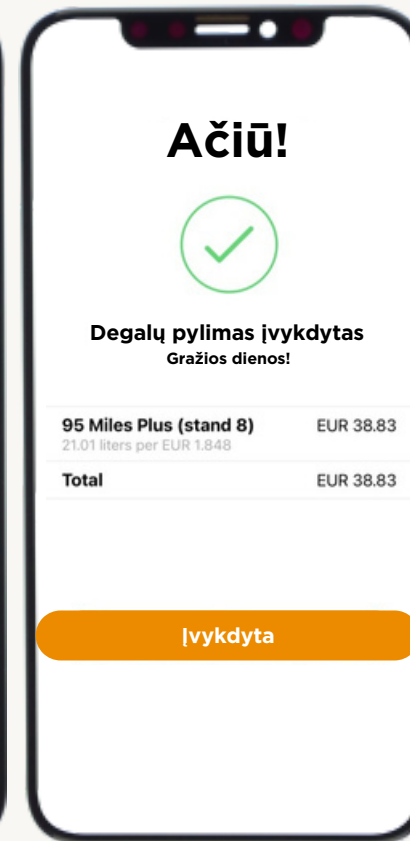 Ačiū!
Degalų pylimas įvykdytas
Gražios dienos!
95 Miles Plus (stand 8) EUR 38.83
21.01 liters per EUR 1.848
Total EUR 38.83
Įvykdyta